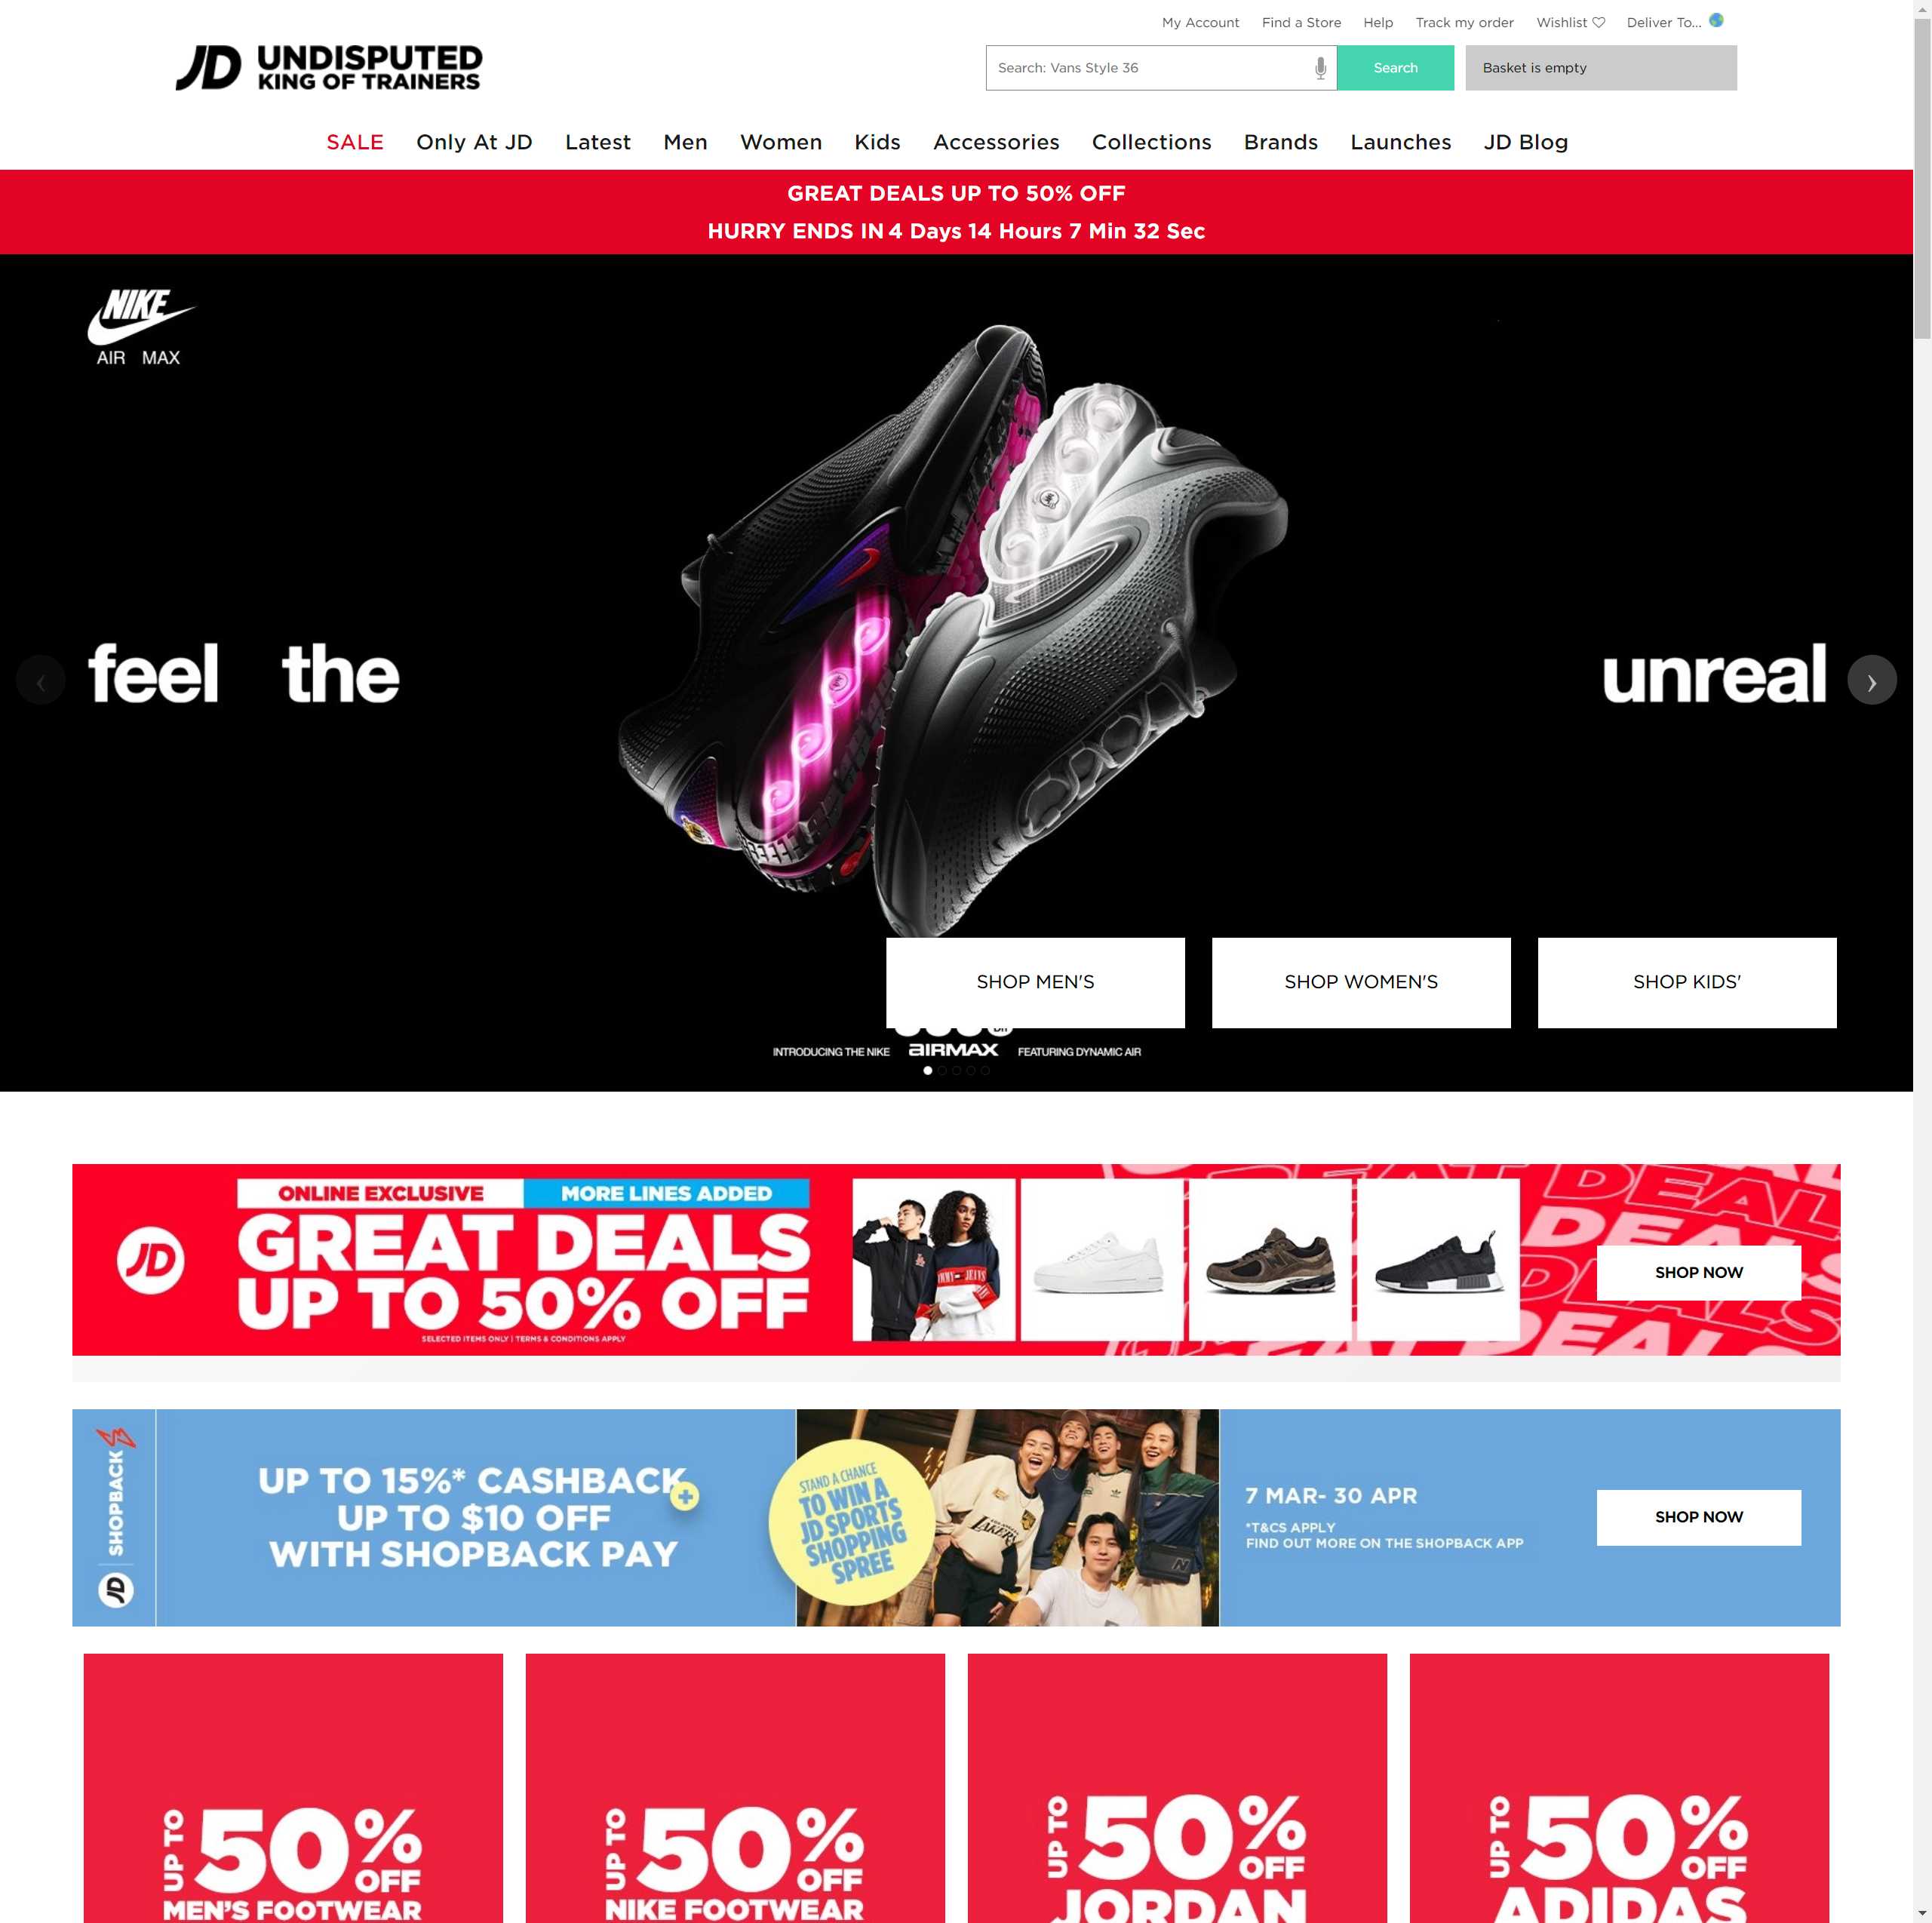 My Account Find a Store Help Track my order Wishlist Deliver To...
JD UNDISPUTED
KING OF TRAINERS
Search: Vans Style 36
Search
Basket is empty
SALE Only At JD Latest Men Women Kids Accessories Collections Brands Launches JD Blog
GREAT DEALS UP TO 50% OFF
HURRY ENDS IN 4 Days 14 Hours 7 Min 32 Sec
NIKE
AIR MAX
feel the unreal
SHOP MEN'S
SHOP WOMEN'S
SHOP KIDS'
INTRODUCING THE NIKE AIRMAX FEATURING DYNAMIC AIR
JD
ONLINE EXCLUSIVE MORE LINES ADDED
GREAT DEALS
UP TO 50% OFF
SELECTED ITEMS ONLY | TERMS & CONDITIONS APPLY
SHOP NOW
JD | SHOPBACK
UP TO 15%* CASHBACK
+
UP TO $10 OFF
WITH SHOPBACK PAY
STAND A CHANCE
TO WIN A
JD SPORTS
SHOPPING
SPREE
LAKERS
7 MAR- 30 APR
*T&CS APPLY
FIND OUT MORE ON THE SHOPBACK APP
SHOP NOW
UP TO 50% OFF
MEN'S FOOTWEAR
UP TO 50% OFF
NIKE FOOTWEAR
UP TO 50% OFF
JORDAN
UP TO 50% OFF
ADIDAS